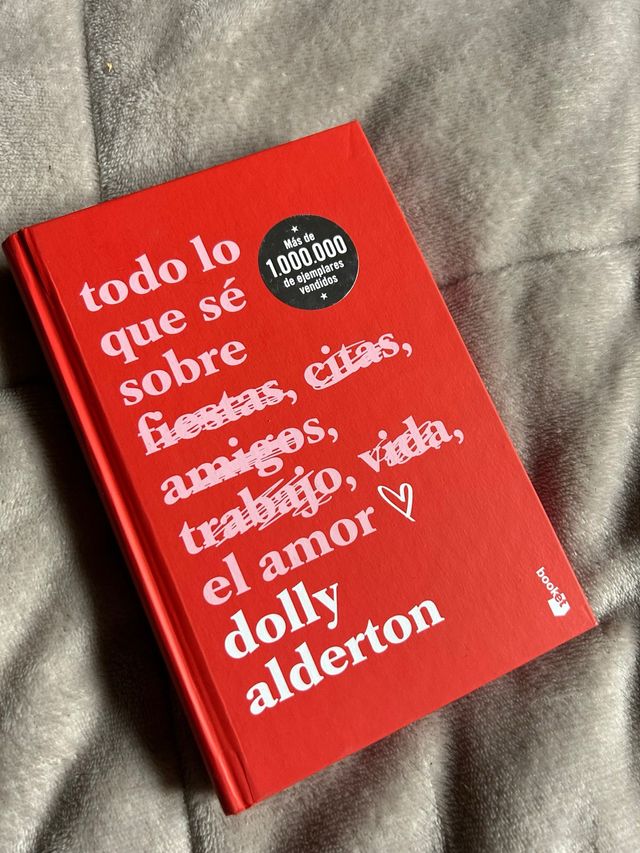 todo lo
que sé
sobre
fiestas, citas,
amigos,
trabajo, vida,
el amor
dolly
alderton
Más de
1.000.000
de ejemplares
vendidos
booket